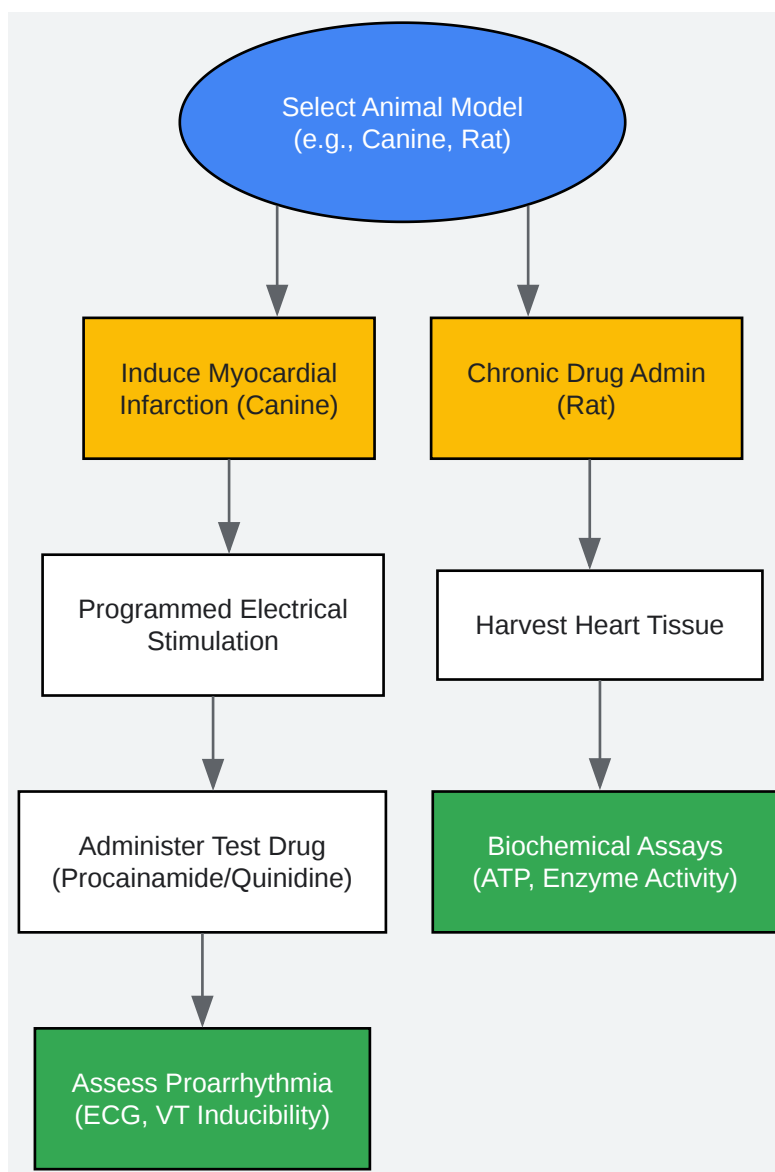 Select Animal Model
(e.g., Canine, Rat)
Induce Myocardial
Infarction (Canine)
Chronic Drug Admin
(Rat)
Programmed Electrical
Stimulation
Harvest Heart Tissue
Administer Test Drug
(Procainamide/Quinidine)
Biochemical Assays
(ATP, Enzyme Activity)
Assess Proarrhythmia
(ECG, VT Inducibility)